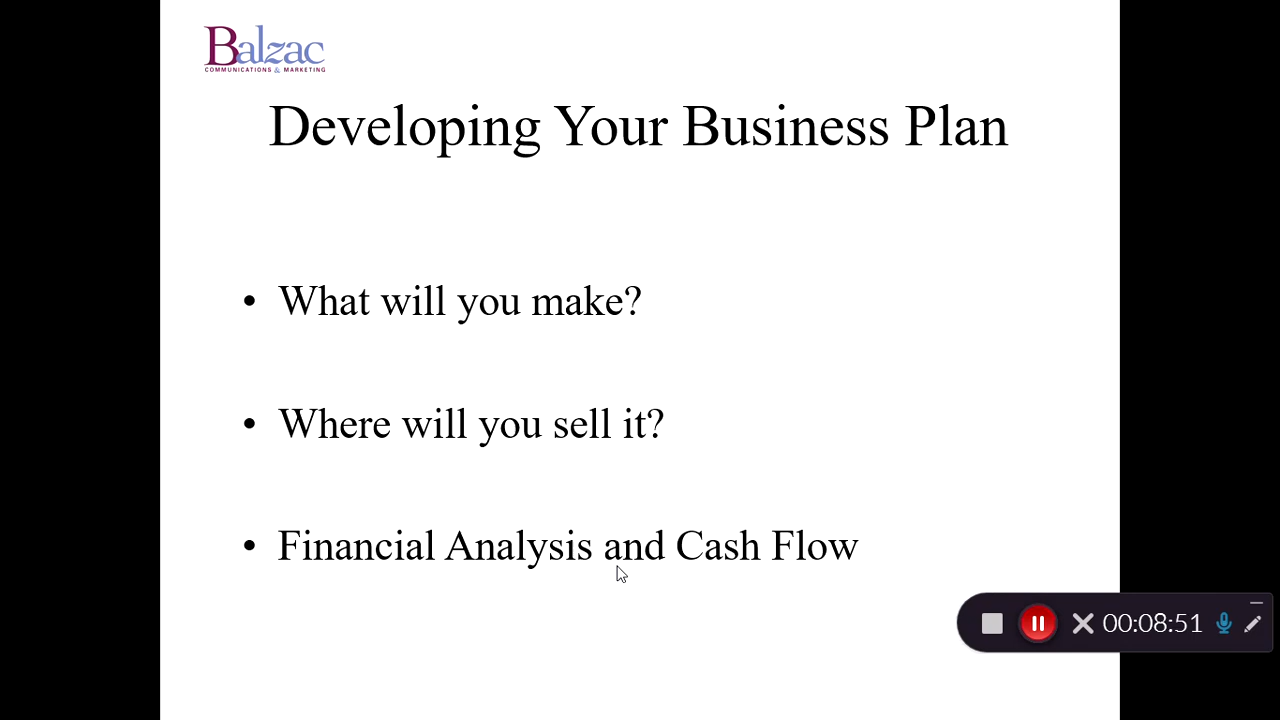 Balzac
COMMUNICATIONS & MARKETING
Developing Your Business Plan
• What will you make?
• Where will you sell it?
• Financial Analysis and Cash Flow
00:08:51